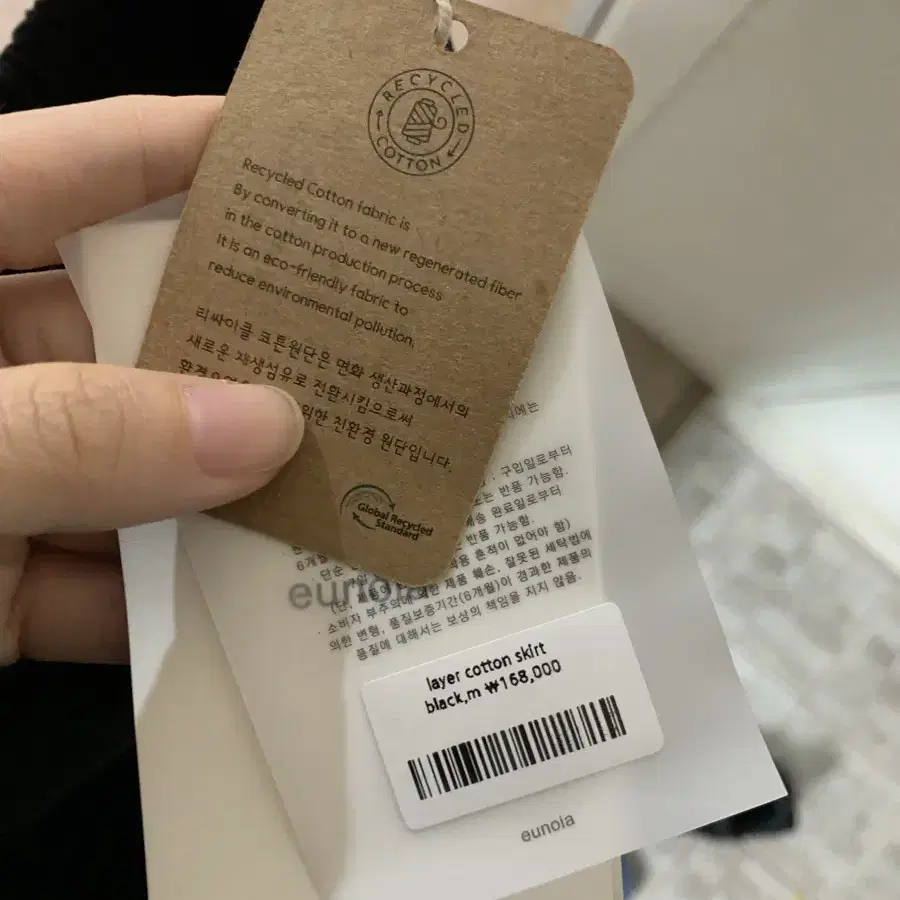 RECYCLED
COTTON
Recycled Cotton fabric is
By converting it to a new regenerated fiber
in the cotton production process
It is an eco-friendly fabric to
reduce environmental pollution.
리싸이클 코튼원단은 면화 생산과정에서의
새로운 재생섬유로 전환시킴으로써
위한 친환경 원단입니다.
Global Recycled
Standard
구입일로부터
또는 반품 가능함.
배송 완료일로부터
반품 가능함.
6개월
단순
흔적이 없어야 함)
제품 훼손, 잘못된 세탁법에
소비자 부주의에
의한 변형, 품질보증기간(6개월)이 경과한 제품의
품질에 대해서는 보상의 책임을 지지 않음.
eunoia
layer cotton skirt
black,m ₩168,000
eunoia